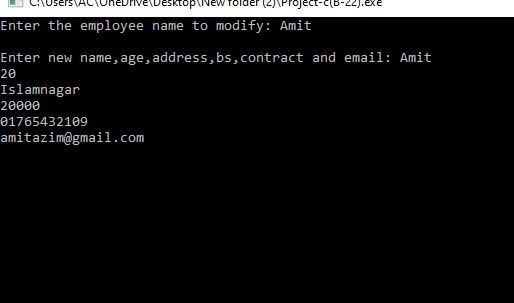 C:\Users\AC\OneDrive\Desktop\New folder (2)\Project-c(B-22).exe
Enter the employee name to modify: Amit
Enter new name,age,address,bs,contract and email: Amit
20
Islamnagar
20000
01765432109
amitazim@gmail.com